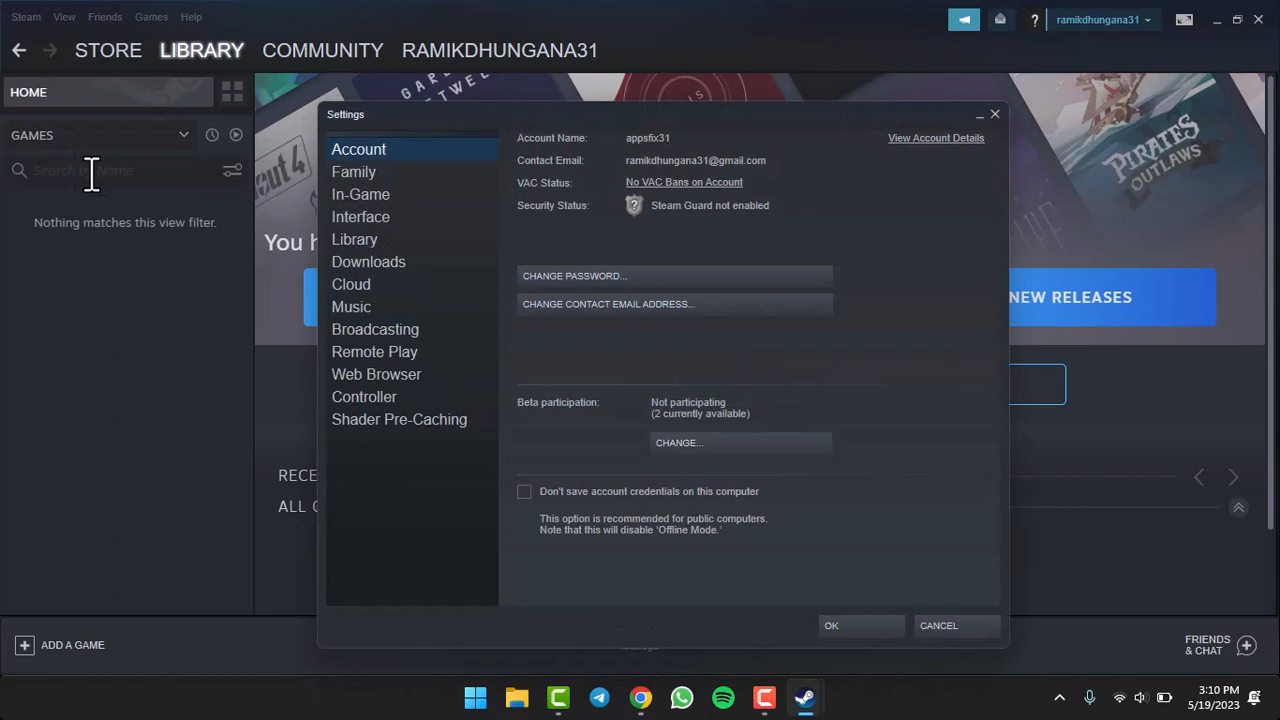 Steam View Friends Games Help
? ramikdhungana31
STORE LIBRARY COMMUNITY RAMIKDHUNGANA31
HOME
GAMES
Search by Name
Nothing matches this view filter.
GAR
ETWE
PIRATES
OUTLAWS
You h
NEW RELEASES
RECE
ALL G
Settings
Account
Family
In-Game
Interface
Library
Downloads
Cloud
Music
Broadcasting
Remote Play
Web Browser
Controller
Shader Pre-Caching
Account Name: appsfix31 View Account Details
Contact Email: ramikdhungana31@gmail.com
VAC Status: No VAC Bans on Account
Security Status: ? Steam Guard not enabled
CHANGE PASSWORD...
CHANGE CONTACT EMAIL ADDRESS...
Beta participation: Not participating
(2 currently available)
CHANGE...
Don't save account credentials on this computer
This option is recommended for public computers.
Note that this will disable 'Offline Mode.'
OK CANCEL
ADD A GAME
FRIENDS
& CHAT
3:10 PM
5/19/2023